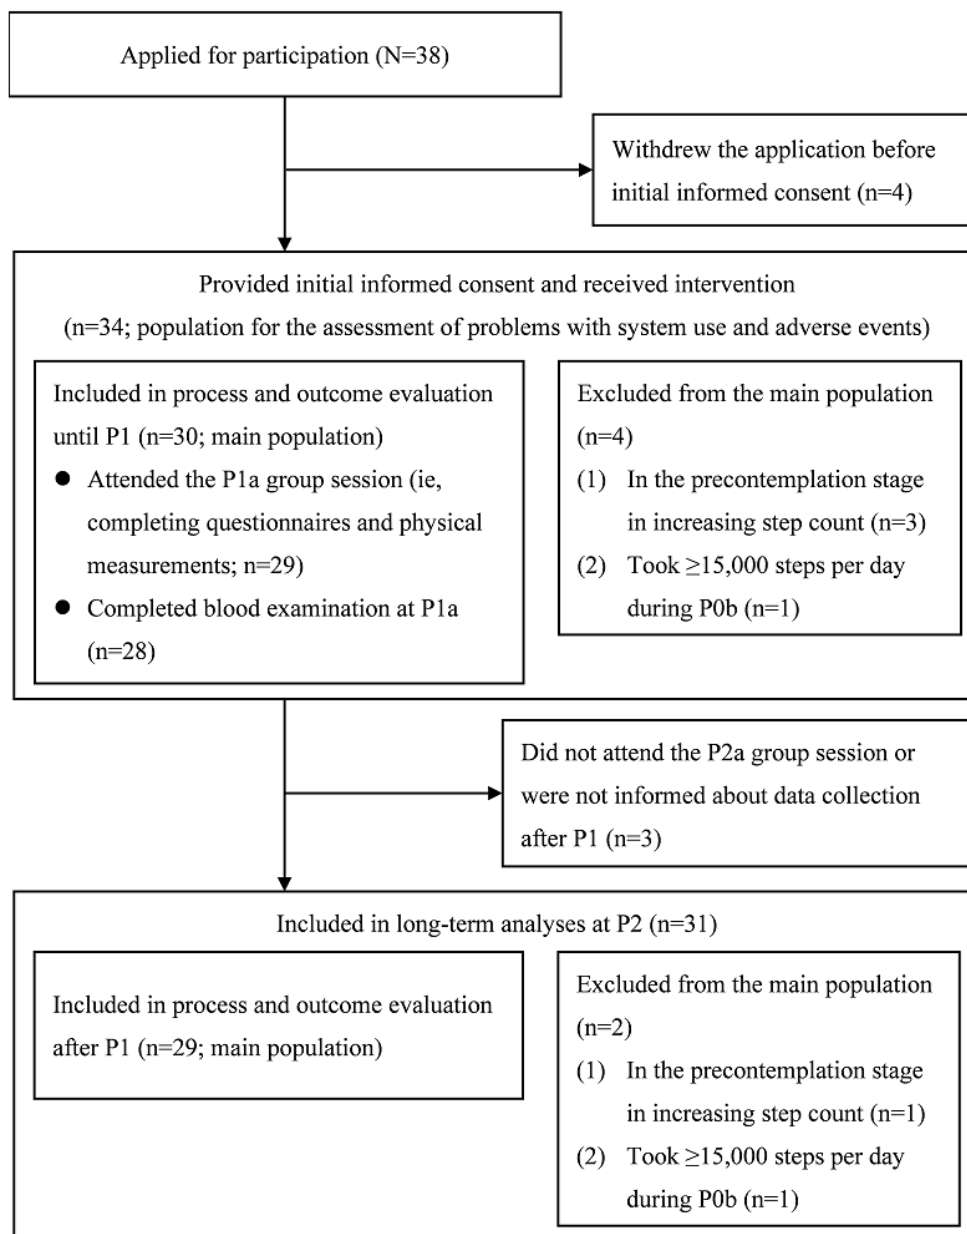 Applied for participation (N=38)
Withdrew the application before
initial informed consent (n=4)
Provided initial informed consent and received intervention
(n=34; population for the assessment of problems with system use and adverse events)
Included in process and outcome evaluation
until P1 (n=30; main population)
● Attended the P1a group session (ie,
completing questionnaires and physical
measurements; n=29)
● Completed blood examination at P1a
(n=28)
Excluded from the main population
(n=4)
(1) In the precontemplation stage
in increasing step count (n=3)
(2) Took ≥15,000 steps per day
during P0b (n=1)
Did not attend the P2a group session or
were not informed about data collection
after P1 (n=3)
Included in long-term analyses at P2 (n=31)
Included in process and outcome evaluation
after P1 (n=29; main population)
Excluded from the main population
(n=2)
(1) In the precontemplation stage
in increasing step count (n=1)
(2) Took ≥15,000 steps per day
during P0b (n=1)